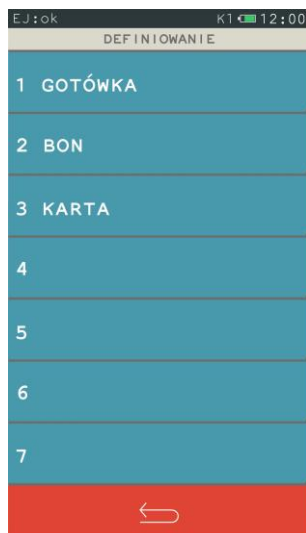 EJ:ok K1 12:00
DEFINIOWANIE
1 GOTÓWKA
2 BON
3 KARTA
4
5
6
7